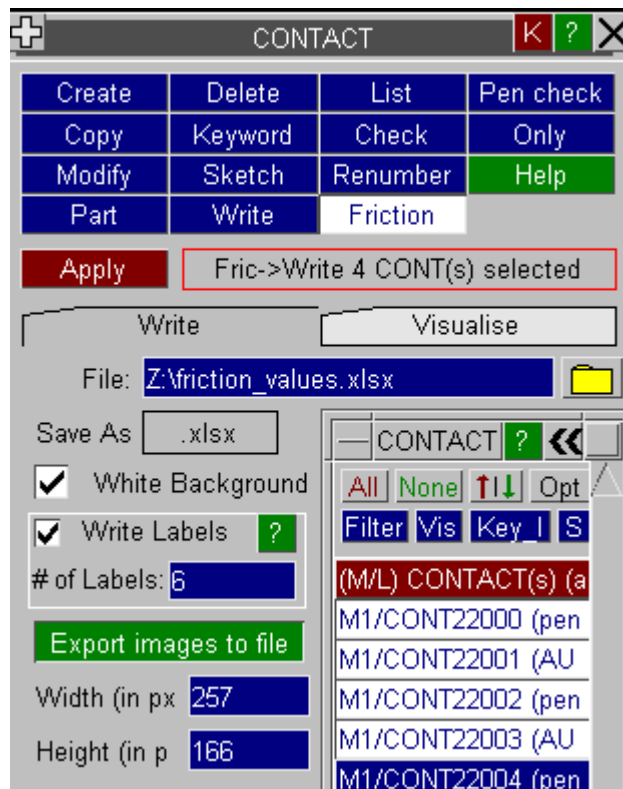 CONTACT K ?
Create Delete List Pen check
Copy Keyword Check Only
Modify Sketch Renumber Help
Part Write Friction
Apply Fric->Write 4 CONT(s) selected
Write Visualise
File: Z:\friction_values.xlsx
Save As .xlsx
White Background
Write Labels ?
# of Labels: 6
Export images to file
Width (in px 257
Height (in p 166
CONTACT ?
All None Opt
Filter Vis Key_I S
(M/L) CONTACT(s) (a
M1/CONT22000 (pen
M1/CONT22001 (AU
M1/CONT22002 (pen
M1/CONT22003 (AU
M1/CONT22004 (pen